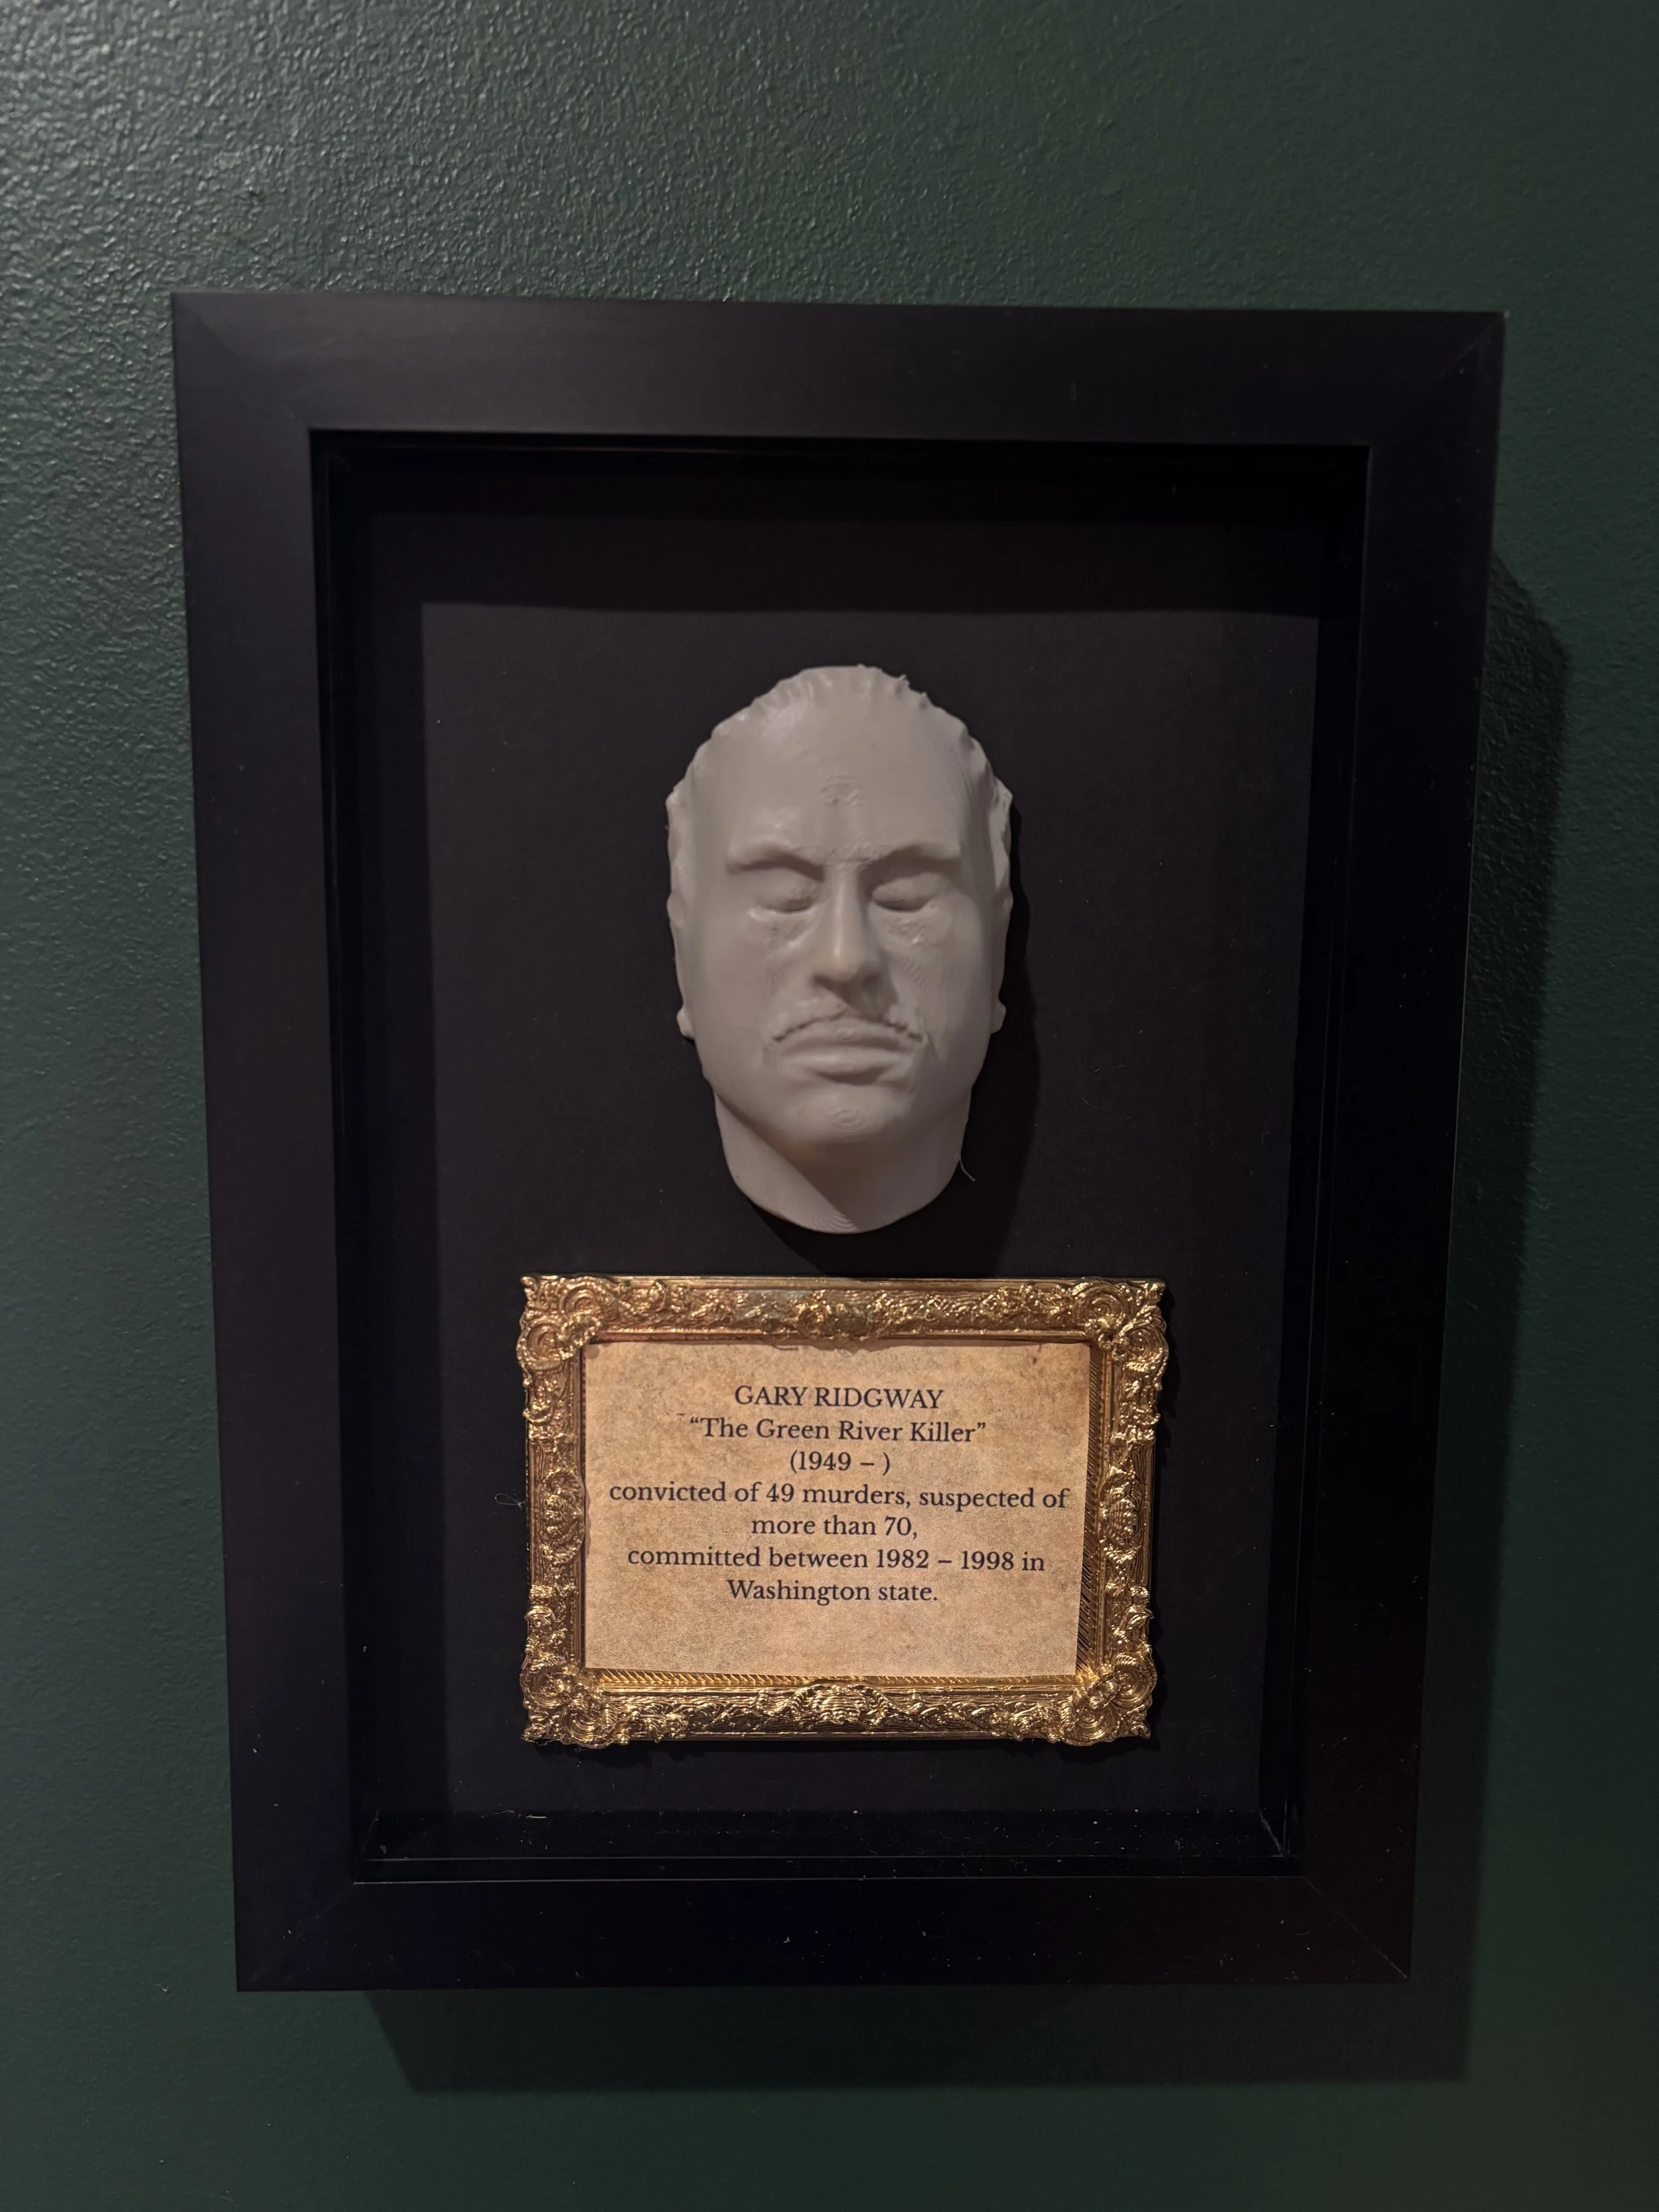 GARY RIDGWAY
“The Green River Killer”
(1949 – )
convicted of 49 murders, suspected of
more than 70,
committed between 1982 – 1998 in
Washington state.